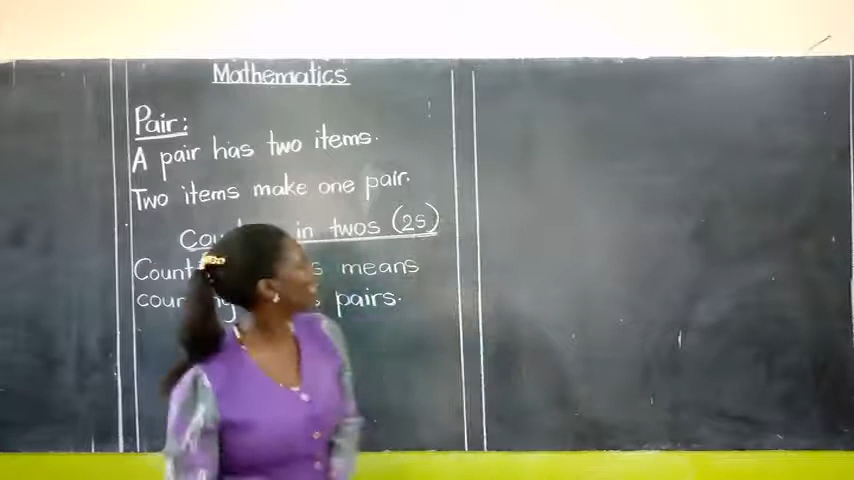 Mathematics
Pair:
A pair has two items.
Two items make one pair.
in twos (2s)
means
pairs.